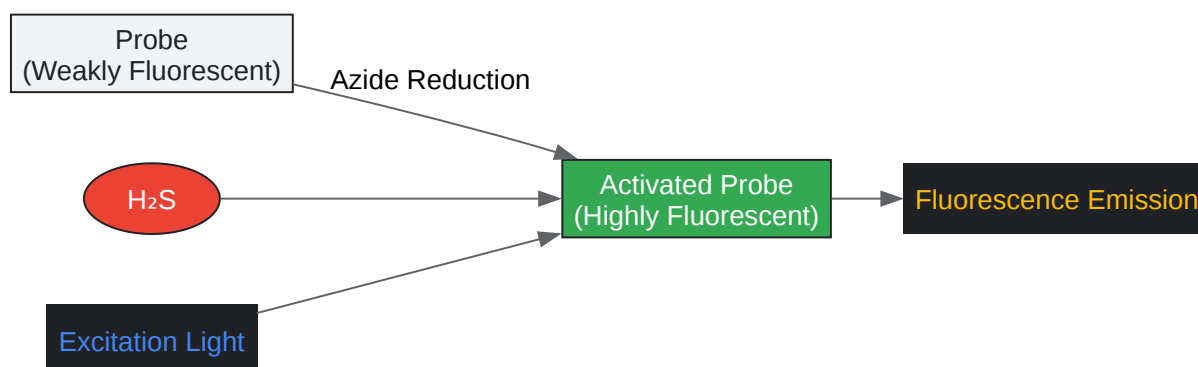 Probe
(Weakly Fluorescent)
Azide Reduction
H₂S
Activated Probe
(Highly Fluorescent)
Fluorescence Emission
Excitation Light